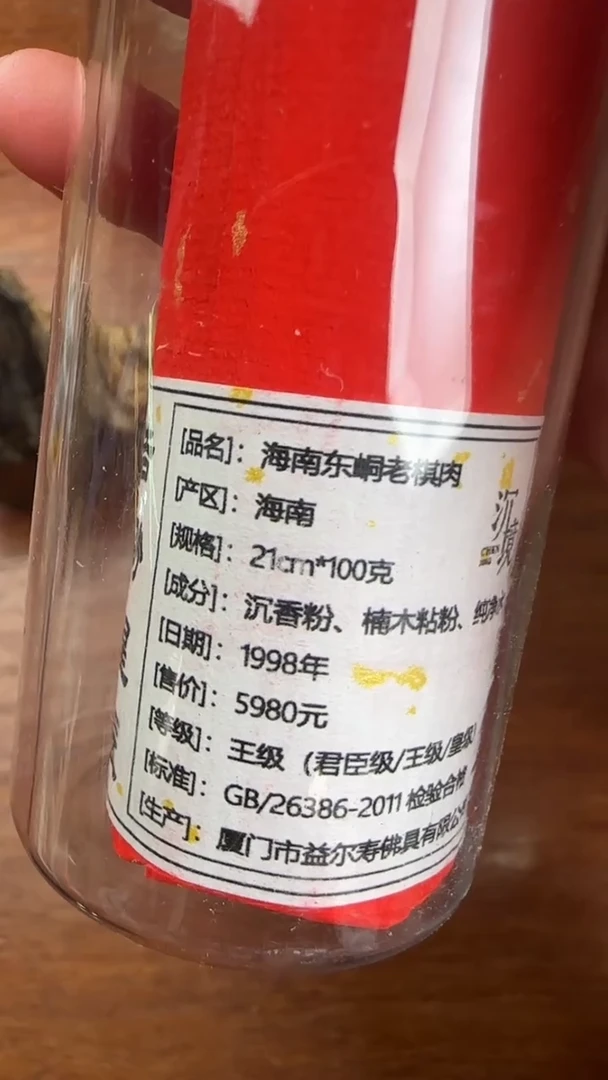 [品名]：海南东峒老棋肉
[产区]：海南
[规格]：21cm*100克
[成分]：沉香粉、楠木粘粉、纯净水
[日期]：1998年
[售价]：5980元
[等级]：王级（君臣级/王级/皇级
[标准]：GB/26386-2011 检验合格
[生产]：厦门市益尔寿佛具有限公
沉
CHEN